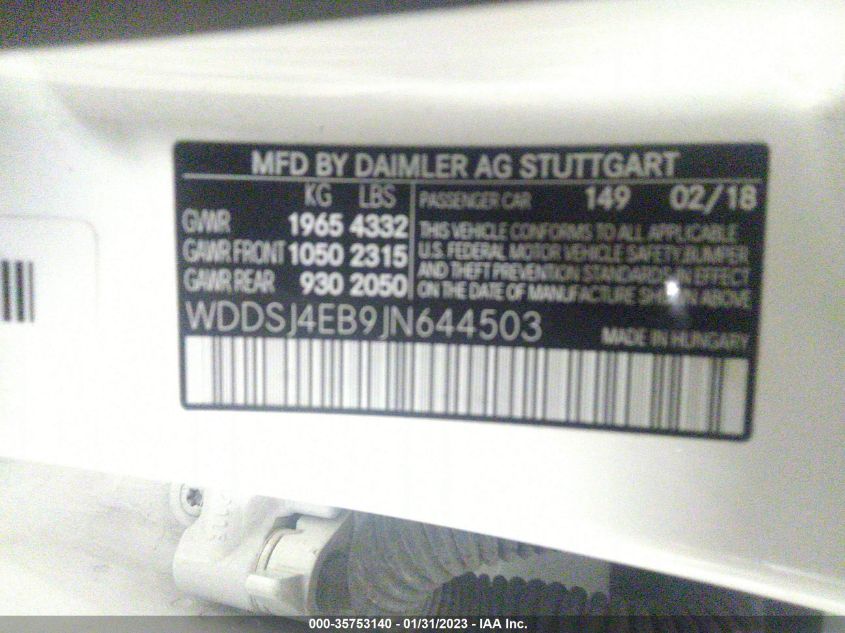 MFD BY DAIMLER AG STUTTGART
KG LBS
GVWR 1965 4332
GAWR FRONT 1050 2315
GAWR REAR 930 2050
PASSENGER CAR 149 02/18
THIS VEHICLE CONFORMS TO ALL APPLICABLE
U.S. FEDERAL MOTOR VEHICLE SAFETY, BUMPER
AND THEFT PREVENTION STANDARDS IN EFFECT
ON THE DATE OF MANUFACTURE SHOWN ABOVE
WDDSJ4EB9JN644503
MADE IN HUNGARY
000-35753140 - 01/31/2023 - IAA Inc.